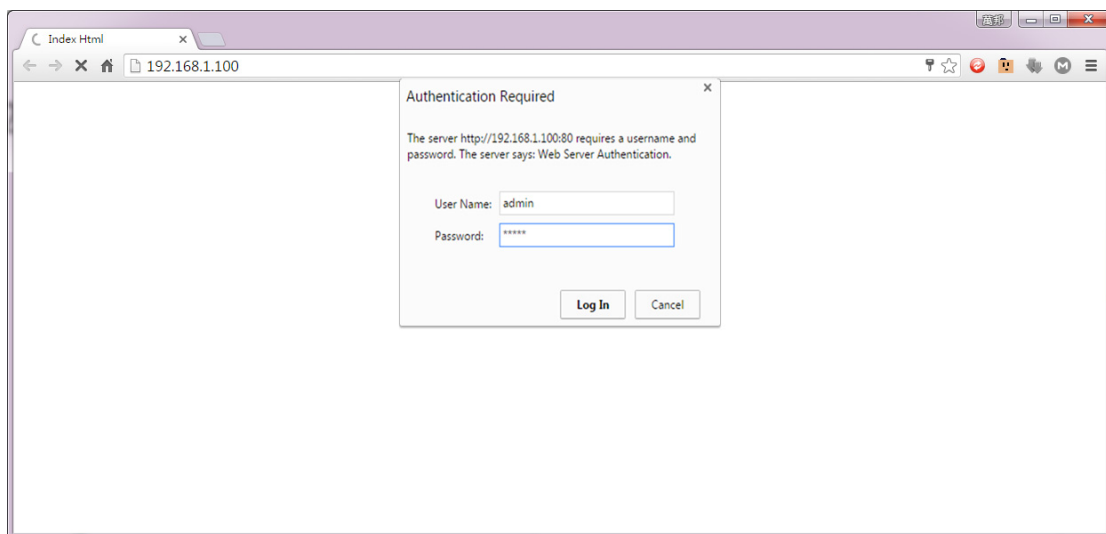 Index Html
192.168.1.100
Authentication Required
The server http://192.168.1.100:80 requires a username and
password. The server says: Web Server Authentication.
User Name: admin
Password: *****
Log In
Cancel